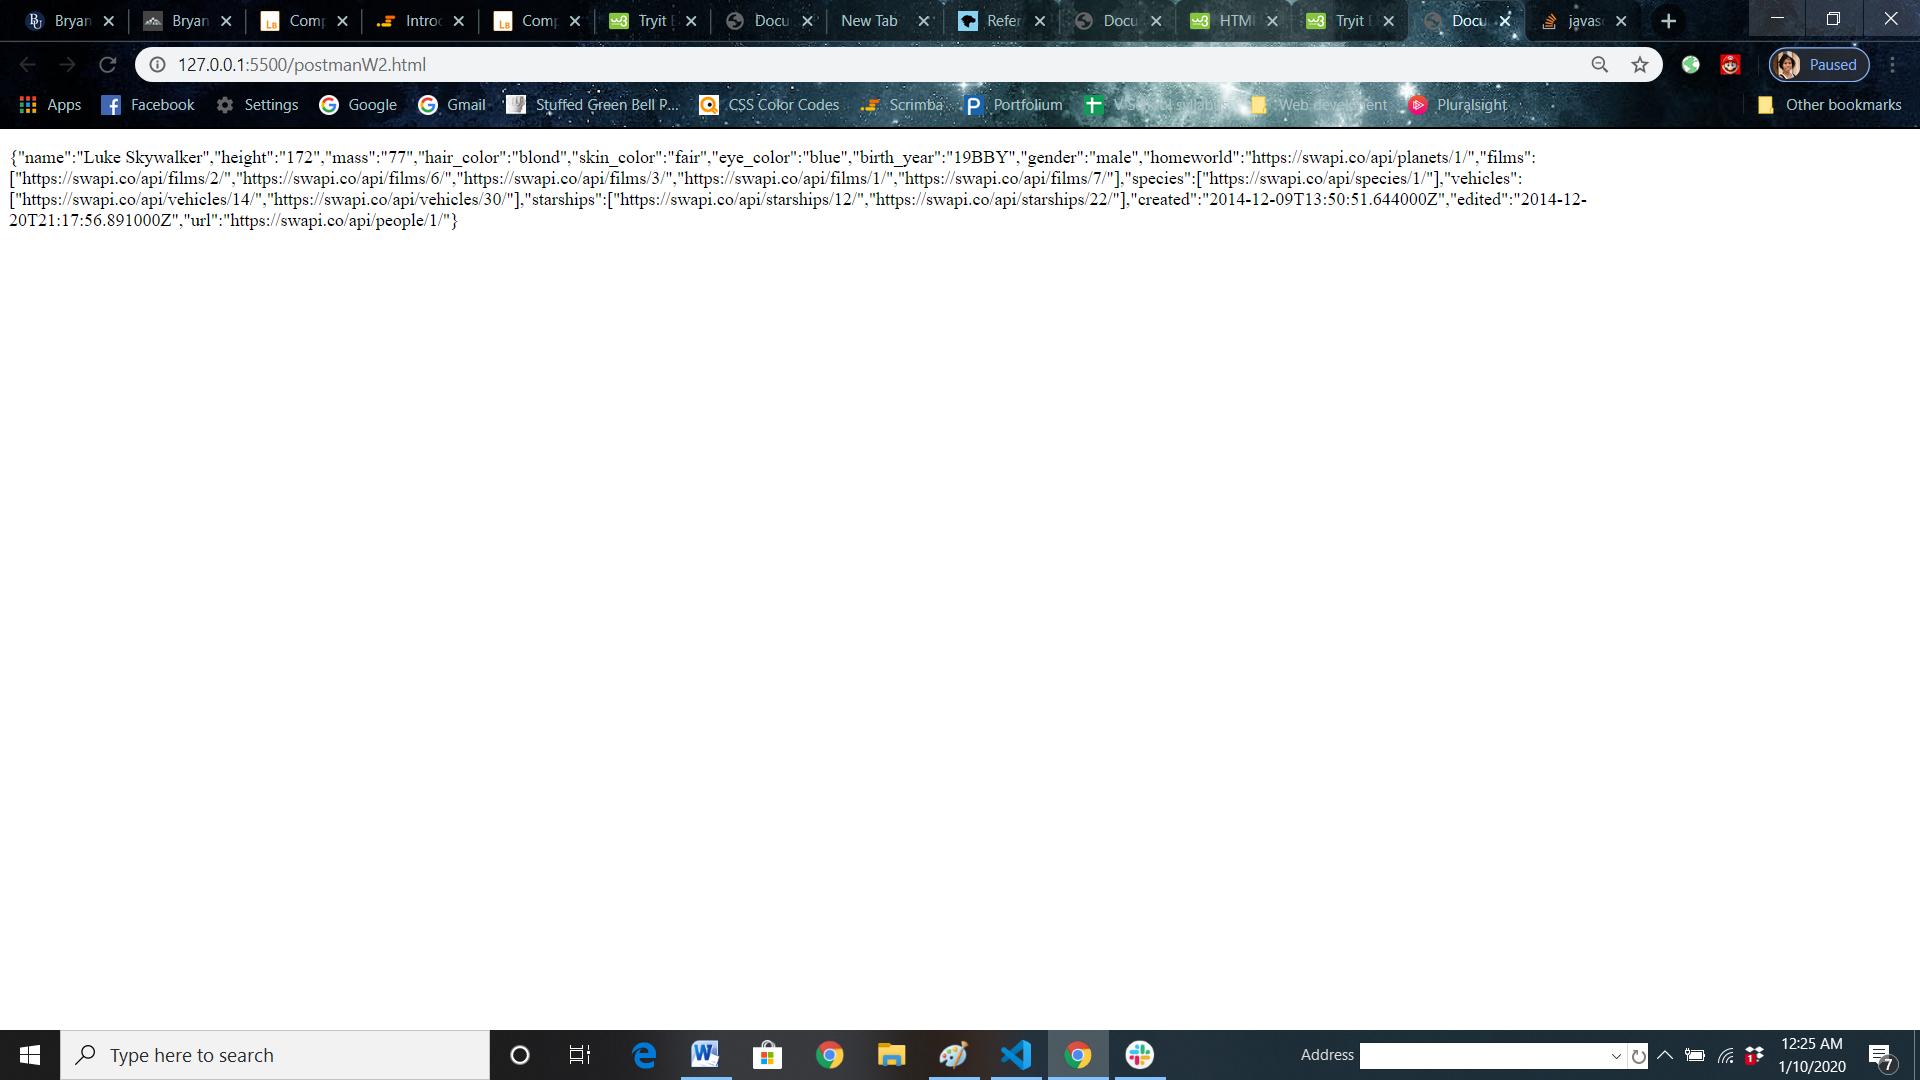 Bryan Bryan Comp Introc Comp Tryit E Docu New Tab Refer Docu HTMl Tryit Docu javasc
127.0.0.1:5500/postmanW2.html Paused
Apps Facebook Settings Google Gmail Stuffed Green Bell P... CSS Color Codes Scrimba Portfolium V School syllabus Web development Pluralsight Other bookmarks
{"name":"Luke Skywalker","height":"172","mass":"77","hair_color":"blond","skin_color":"fair","eye_color":"blue","birth_year":"19BBY","gender":"male","homeworld":"https://swapi.co/api/planets/1/","films":
["https://swapi.co/api/films/2/","https://swapi.co/api/films/6/","https://swapi.co/api/films/3/","https://swapi.co/api/films/1/","https://swapi.co/api/films/7/"],"species":["https://swapi.co/api/species/1/"],"vehicles":
["https://swapi.co/api/vehicles/14/","https://swapi.co/api/vehicles/30/"],"starships":["https://swapi.co/api/starships/12/","https://swapi.co/api/starships/22/"],"created":"2014-12-09T13:50:51.644000Z","edited":"2014-12-
20T21:17:56.891000Z","url":"https://swapi.co/api/people/1/"}
Type here to search Address 12:25 AM
1/10/2020 7